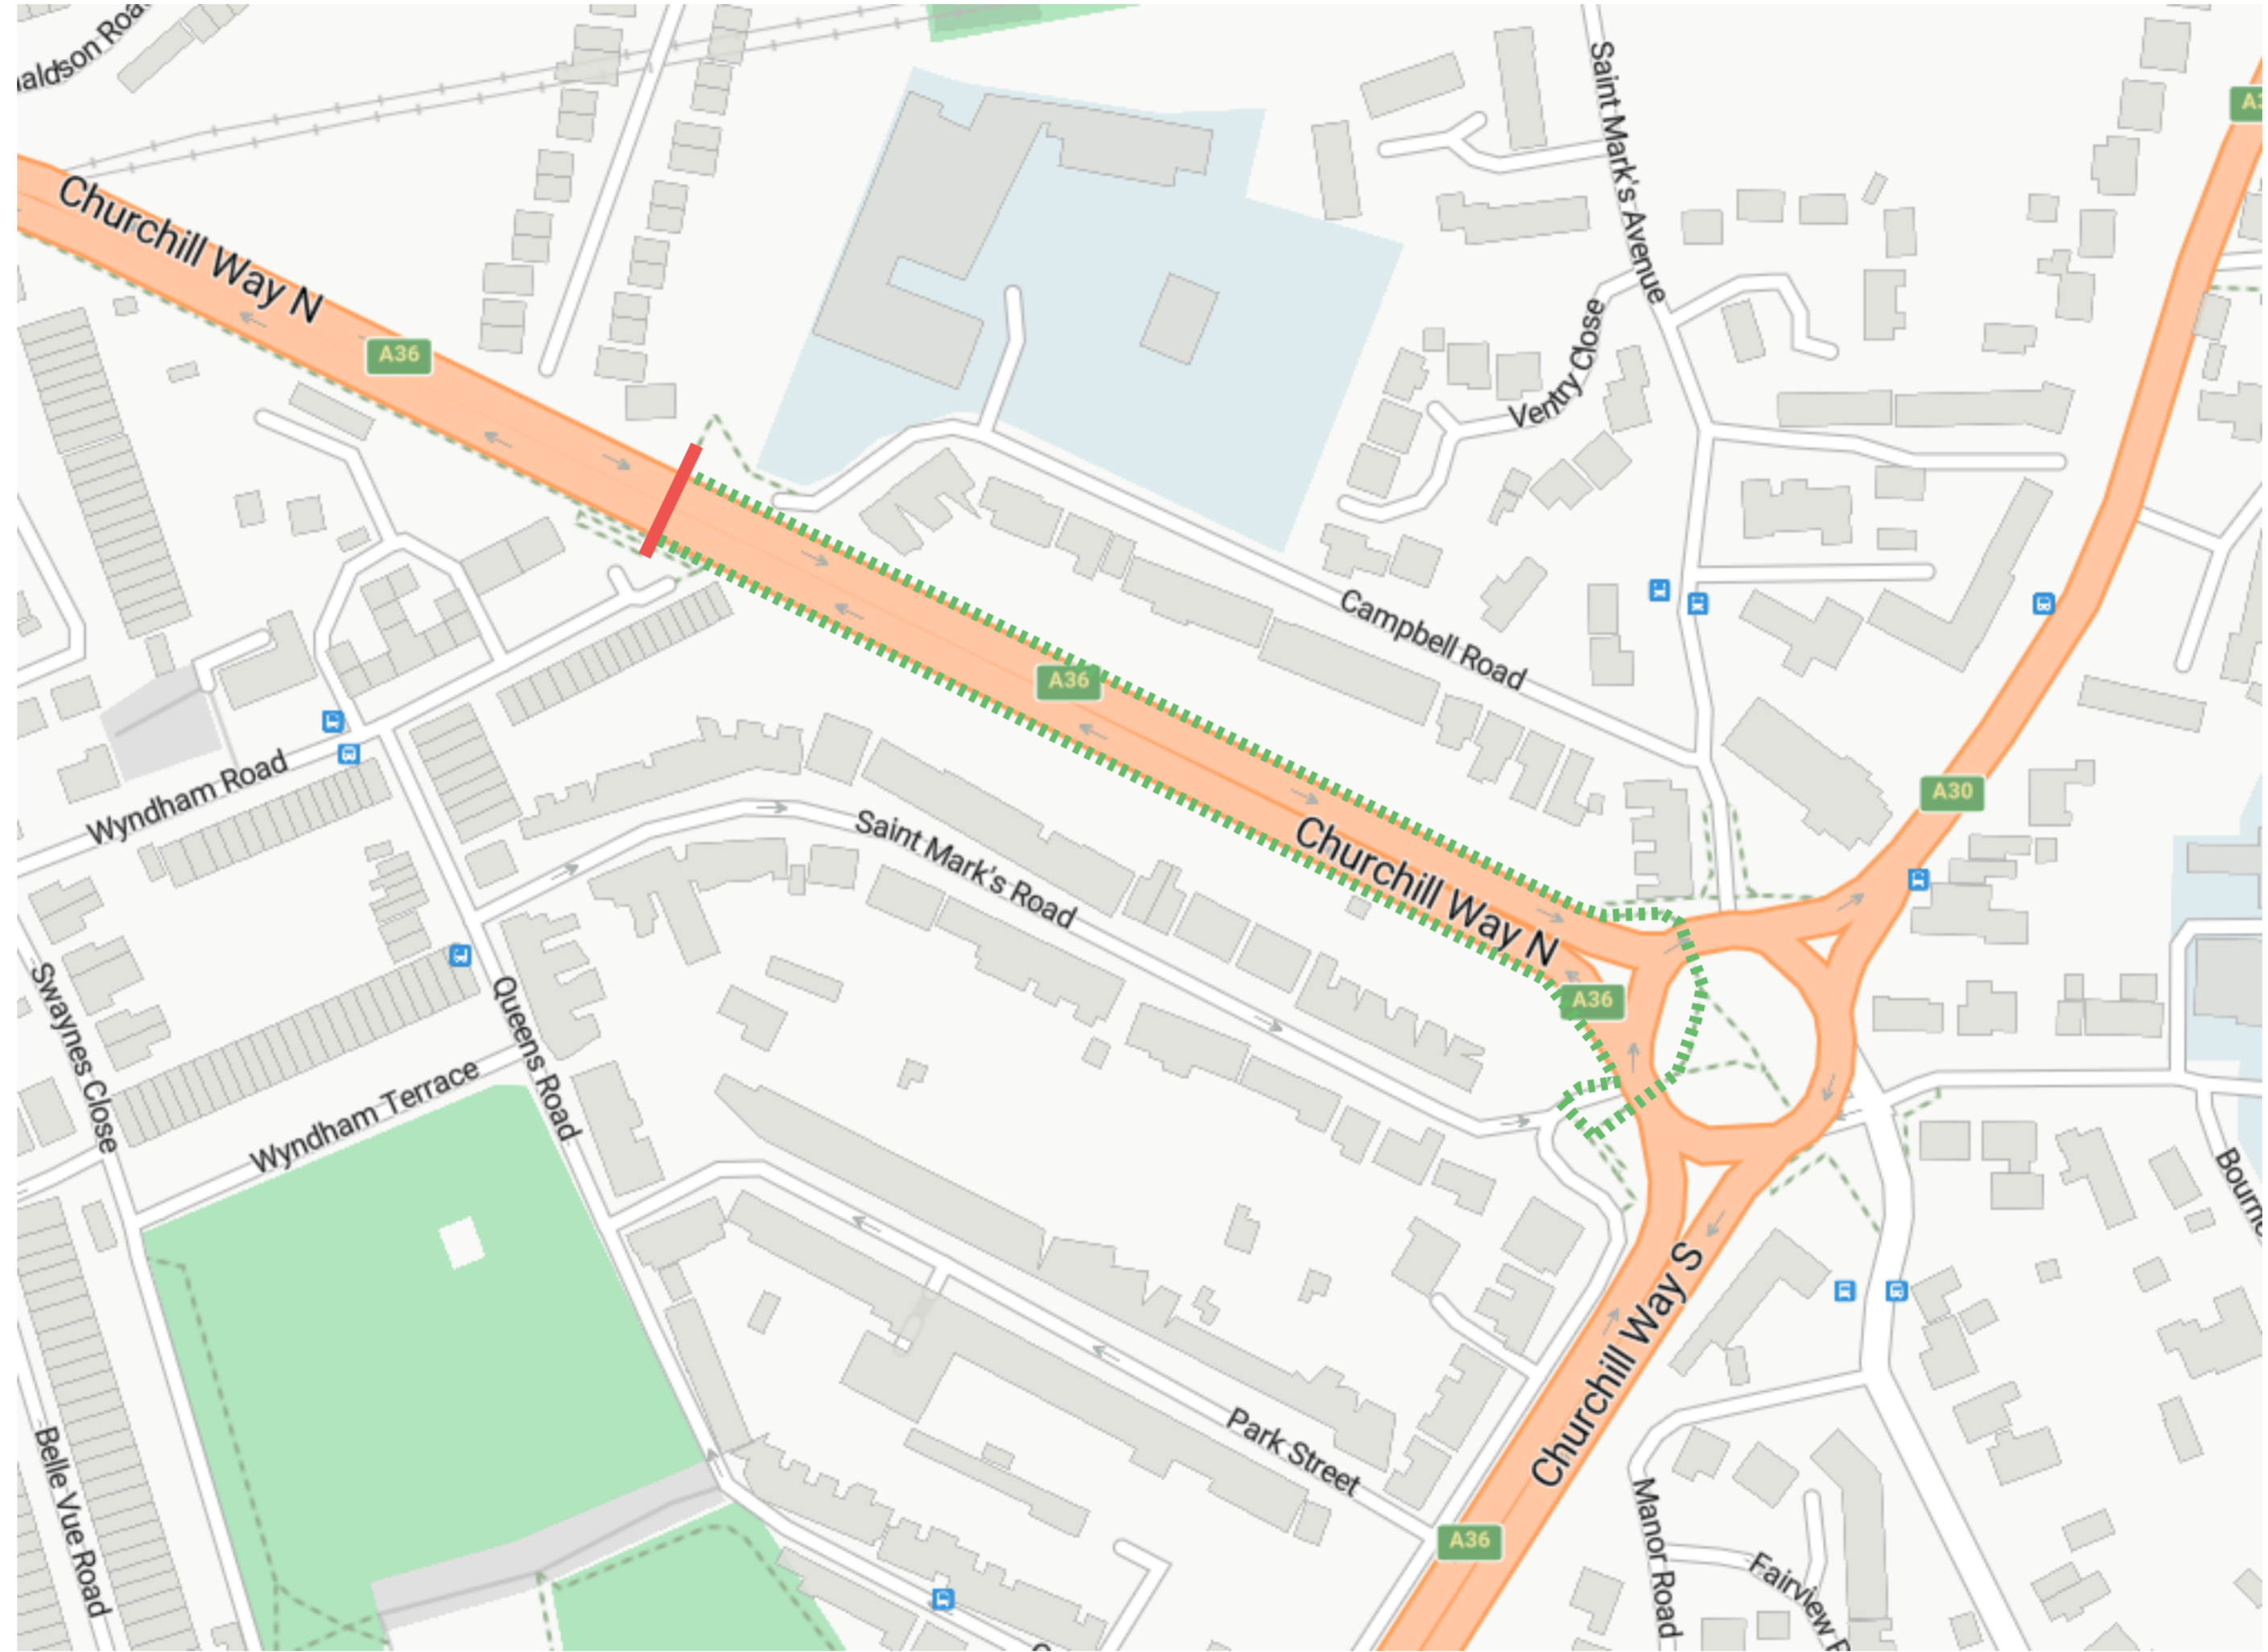 Saint Mark's Avenue
Churchill Way N
A36
Ventry Close
A36
Campbell Road
Wyndham Road
A30
Saint Mark's Road
Churchill Way N
A36
Swaynes Close
Queens Road
Wyndham Terrace
Churchill Way S
Park Street
Belle Vue Road
A36
Manor Road
Fairview